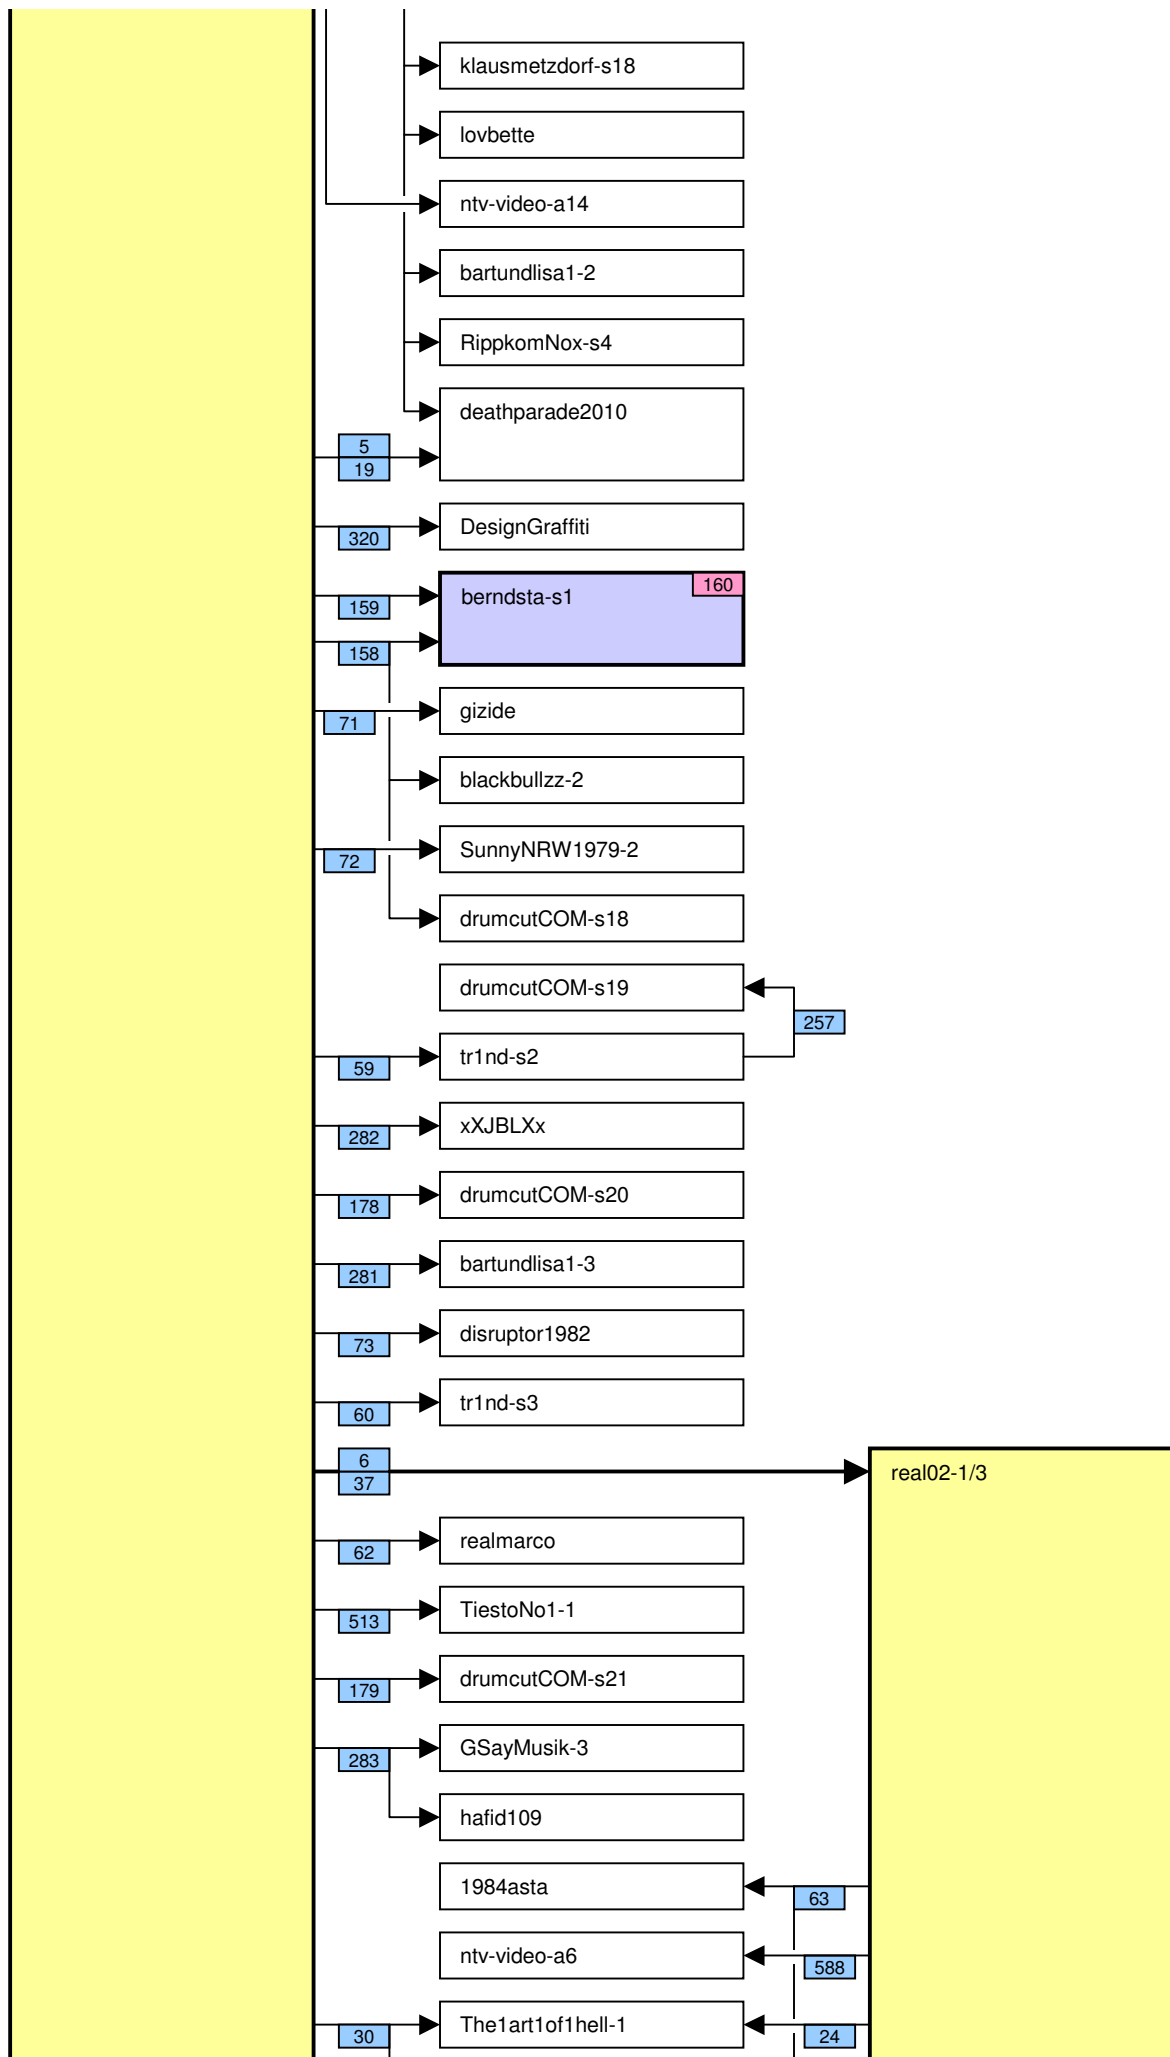 klausmetzdorf-s18
lovbette
ntv-video-a14
bartundlisa1-2
RippkomNox-s4
deathparade2010
5
19
DesignGraffiti
320
berndsta-s1
160
159
158
gizide
71
blackbullzz-2
SunnyNRW1979-2
72
drumcutCOM-s18
drumcutCOM-s19
257
tr1nd-s2
59
xXJBLXx
282
drumcutCOM-s20
178
bartundlisa1-3
281
disruptor1982
73
tr1nd-s3
60
6
37
real02-1/3
realmarco
62
TiestoNo1-1
513
drumcutCOM-s21
179
GSayMusik-3
283
hafid109
1984asta
63
ntv-video-a6
588
The1art1of1hell-1
30
24